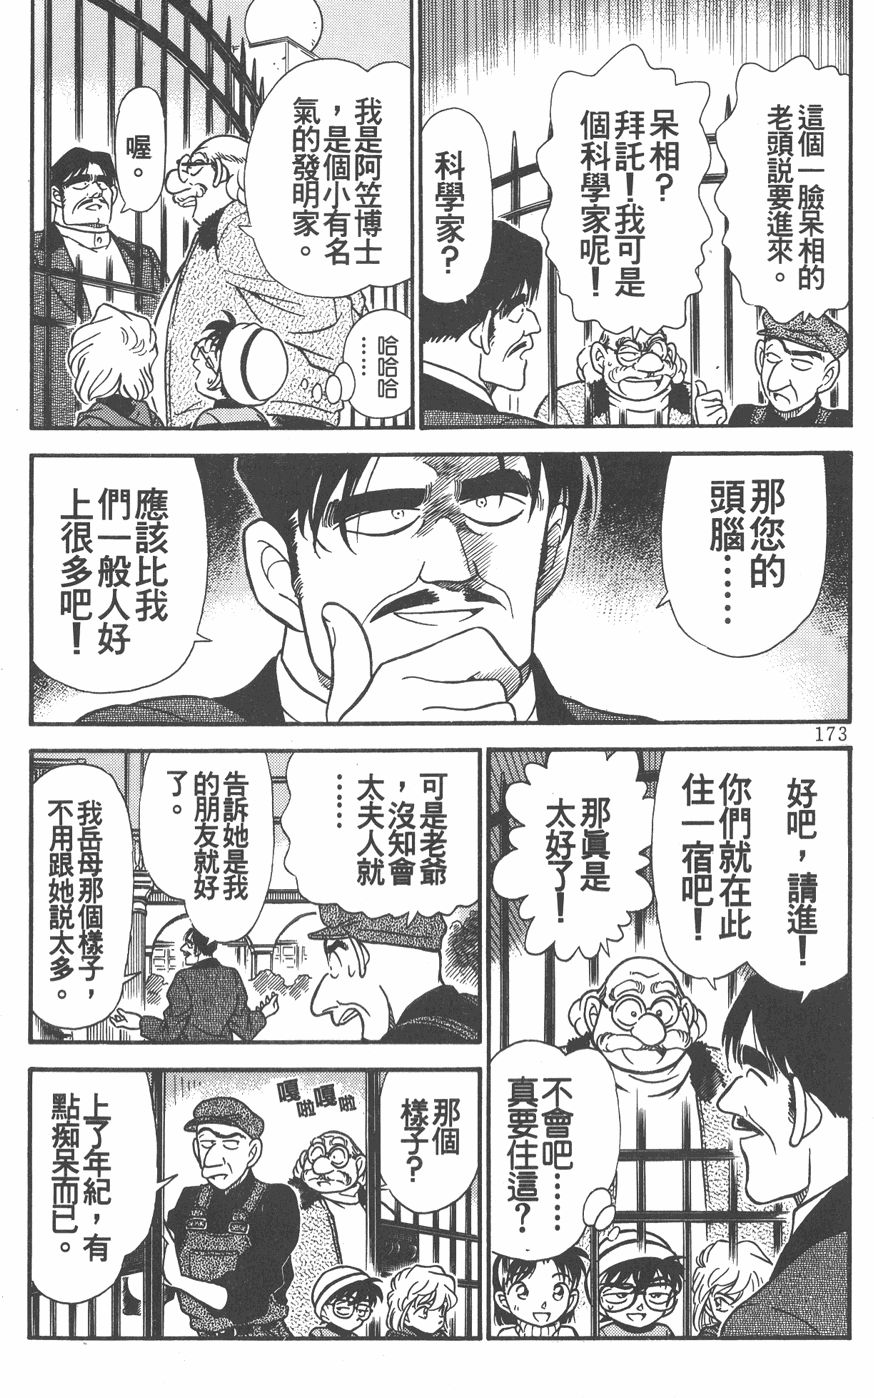 這個一臉呆相的
老頭説要進來。
呆相？
拜託！我可是
個科學家呢！
科學家？
我是阿笠博士
，是個小有名
氣的發明家。
喔。
哈哈哈
……
那您的
頭腦……
應該比我
們一般人好
上很多吧！
173
好吧，請進！
你們就在此
住一宿吧！
那眞是
太好了！
不會吧……
真要住這？
可是老爺
，沒知會
太夫人就
……
告訴她是我
的朋友就好
了。
我岳母那個樣子，
不用跟她説太多。
那個
樣子？
嘎啦
嘎啦
上了年紀，有
點痴呆而已。